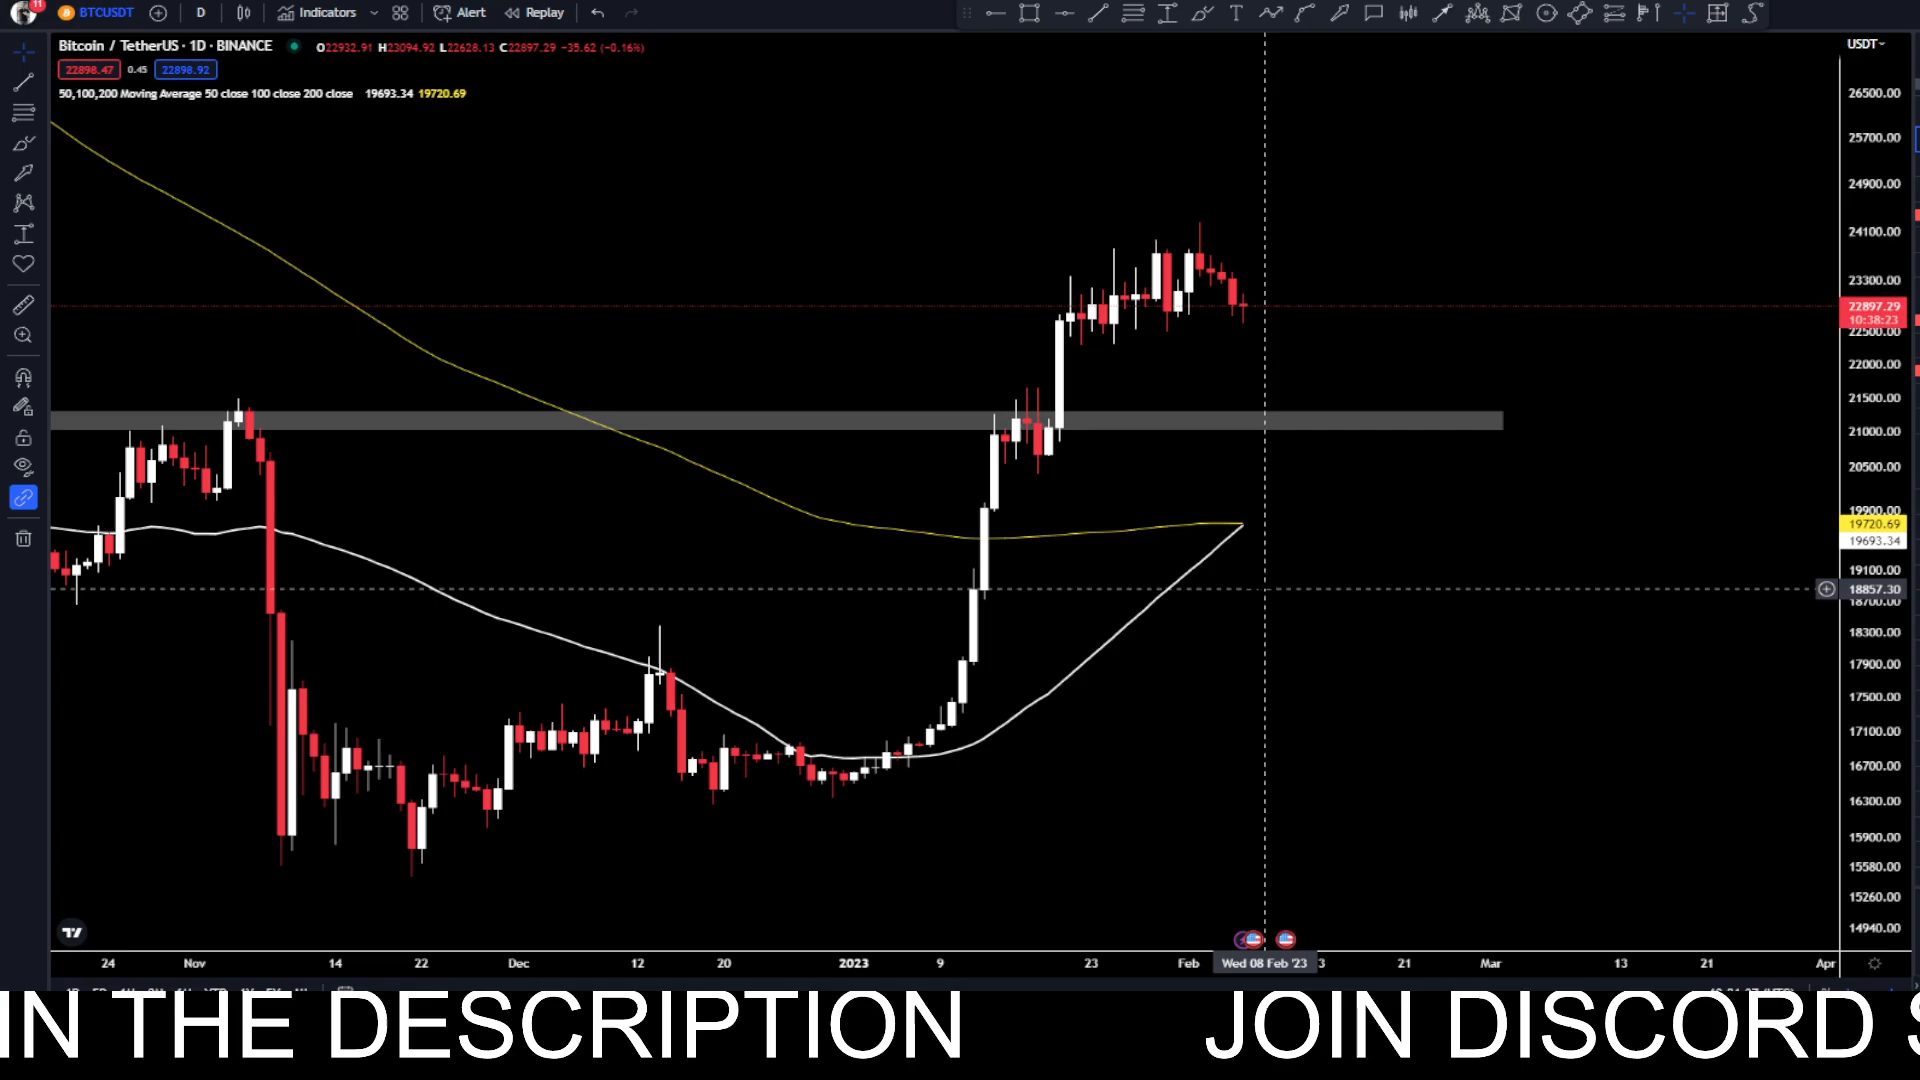 11
BTCUSDT
D
Indicators
Alert
Replay
Bitcoin / TetherUS · 1D · BINANCE
O22932.91 H23094.92 L22628.13 C22897.29 −35.62 (−0.16%)
22898.47 0.45 22898.92
50,100,200 Moving Average 50 close 100 close 200 close 19693.34 19720.69
USDT
26500.00
25700.00
24900.00
24100.00
23300.00
22897.29
10:38:23
22500.00
22000.00
21500.00
21000.00
20500.00
19900.00
19720.69
19693.34
19100.00
18857.30
18700.00
18300.00
17900.00
17500.00
17100.00
16700.00
16300.00
15900.00
15580.00
15260.00
14940.00
24 Nov 14 22 Dec 12 20 2023 9 23 Feb Wed 08 Feb '23 3 21 Mar 13 21 Apr
IN THE DESCRIPTION JOIN DISCORD S